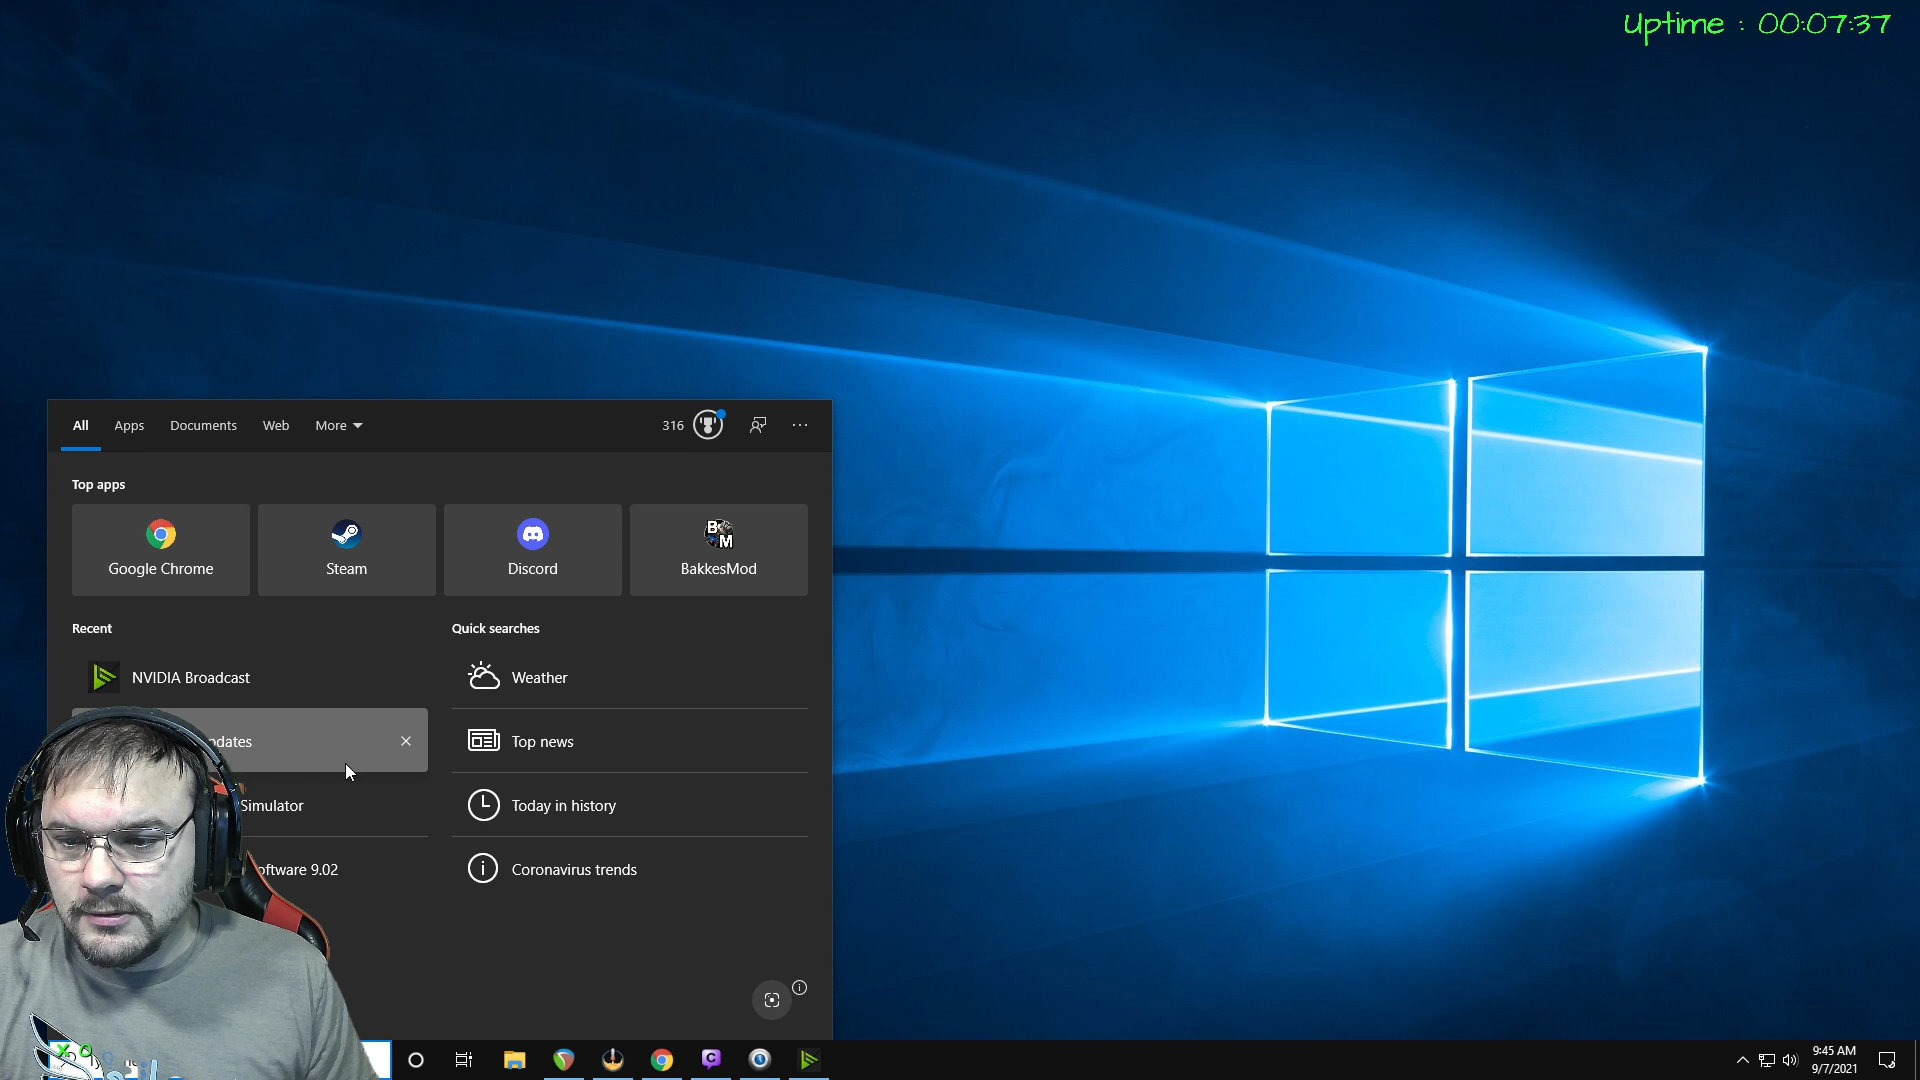 Uptime : 00:07:37
All Apps Documents Web More 316
Top apps
Google Chrome Steam Discord BakkesMod
Recent
NVIDIA Broadcast
Simulator
9.02
Quick searches
Weather
Top news
Today in history
Coronavirus trends
9:45 AM
9/7/2021